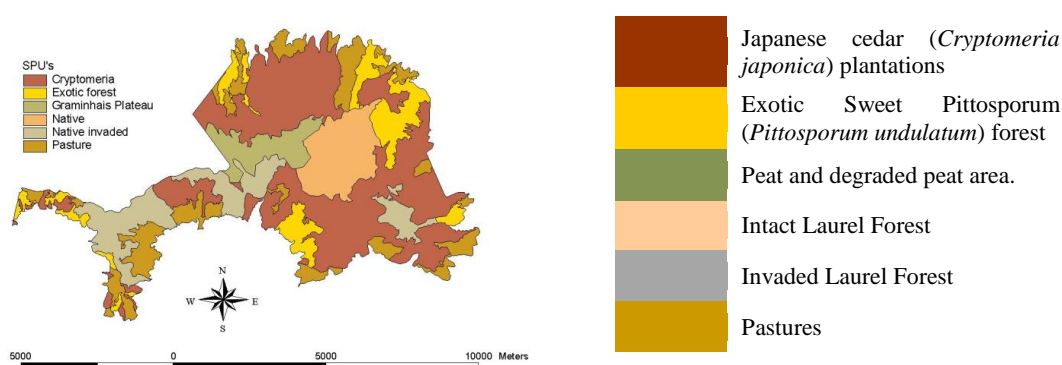 SPU's
Cryptomeria
Exotic forest
Graminhais Plateau
Native
Native invaded
Pasture
N
W
E
S
5000 0 5000 10000 Meters
Japanese cedar (Cryptomeria
japonica) plantations
Exotic Sweet Pittosporum
(Pittosporum undulatum) forest
Peat and degraded peat area.
Intact Laurel Forest
Invaded Laurel Forest
Pastures